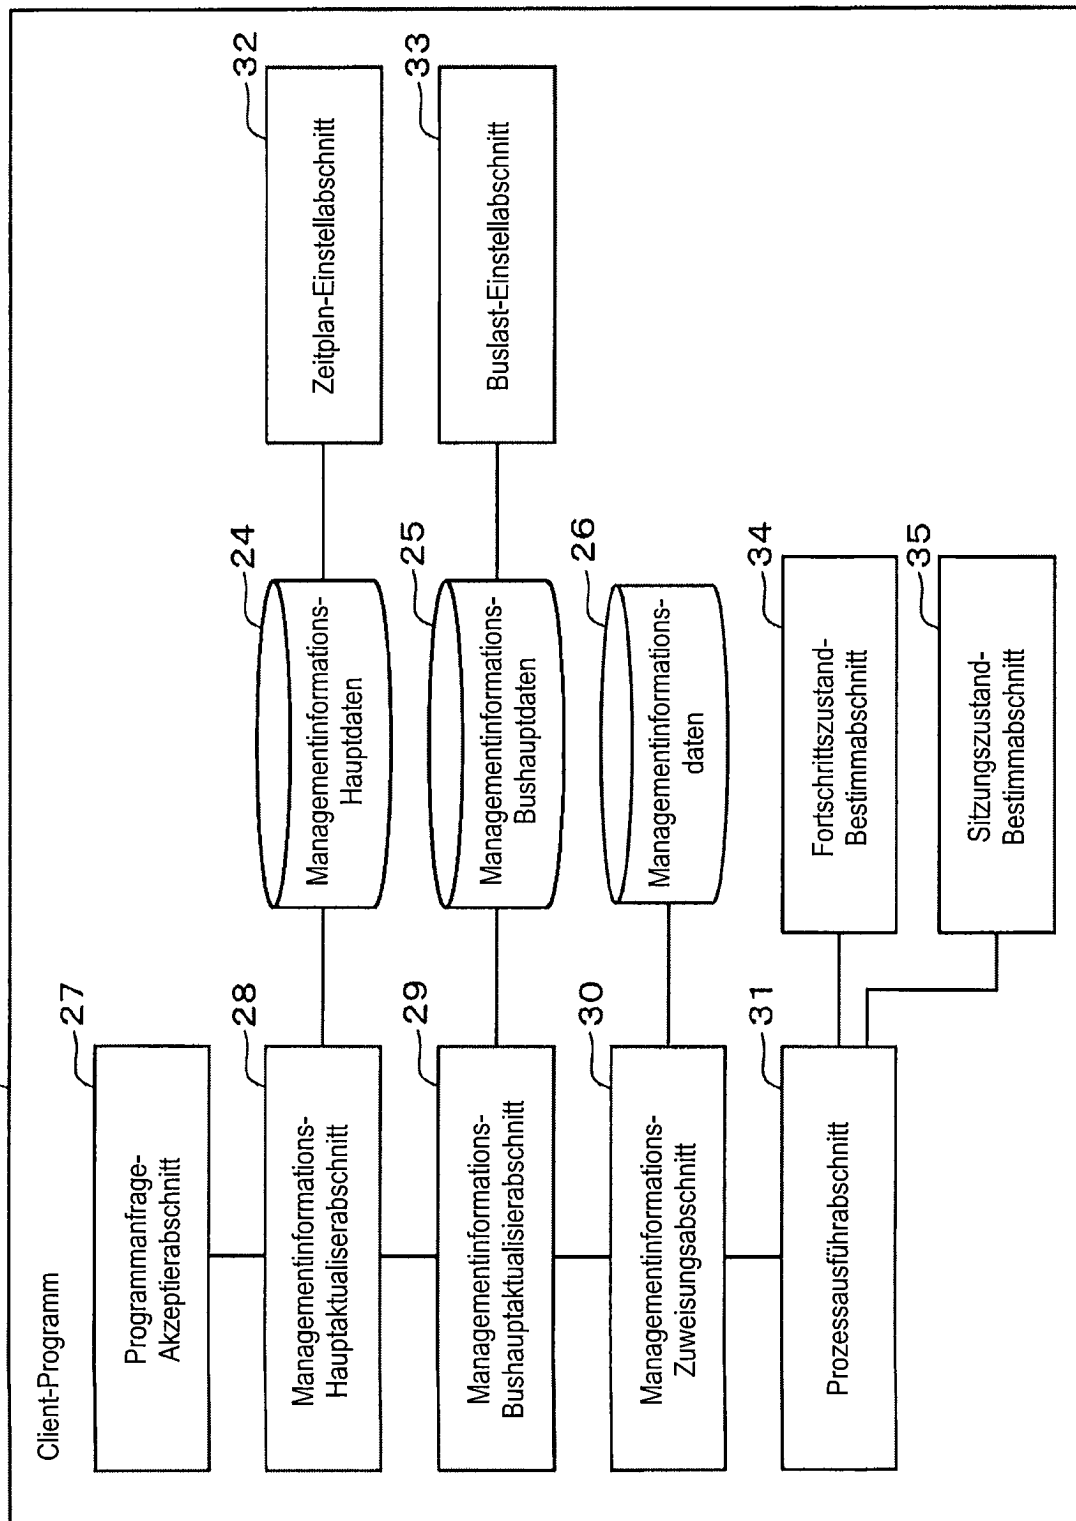 Client-Programm
27
Programmanfrage-
Akzeptierabschnitt
28
Managementinformations-
Hauptaktualiserabschnitt
24
Managementinformations-
Hauptdaten
32
Zeitplan-Einstellabschnitt
29
Managementinformations-
Bushauptaktualisierabschnitt
25
Managementinformations-
Bushauptdaten
33
Buslast-Einstellabschnitt
30
Managementinformations-
Zuweisungsabschnitt
26
Managementinformations-
daten
31
Prozessausführabschnitt
34
Fortschrittszustand-
Bestimmabschnitt
35
Sitzungszustand-
Bestimmabschnitt